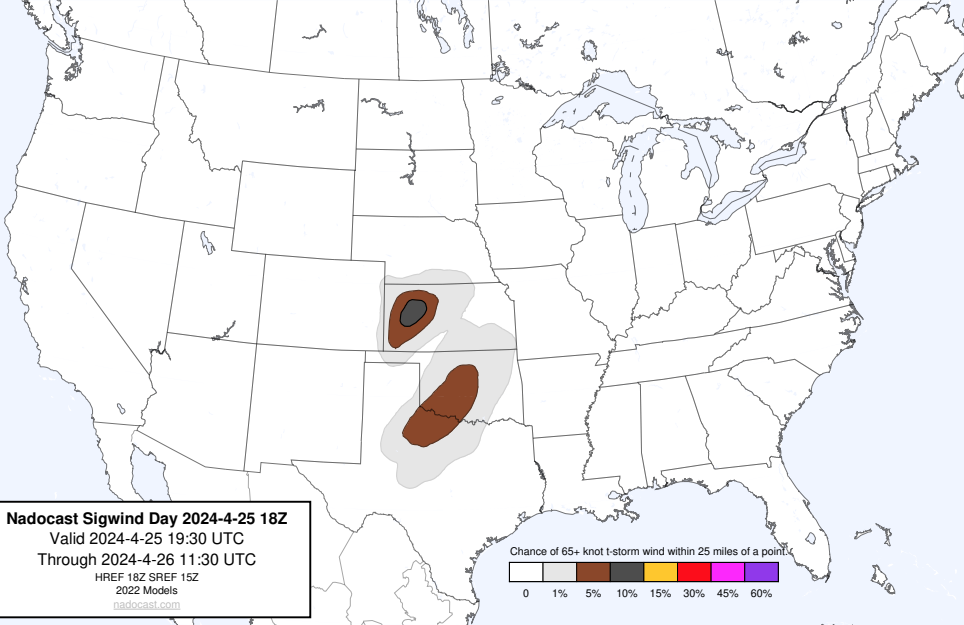 Nadocast Sigwind Day 2024-4-25 18Z
Valid 2024-4-25 19:30 UTC
Through 2024-4-26 11:30 UTC
HREF 18Z SREF 15Z
2022 Models
nadocast.com
Chance of 65+ knot t-storm wind within 25 miles of a point.
0 1% 5% 10% 15% 30% 45% 60%